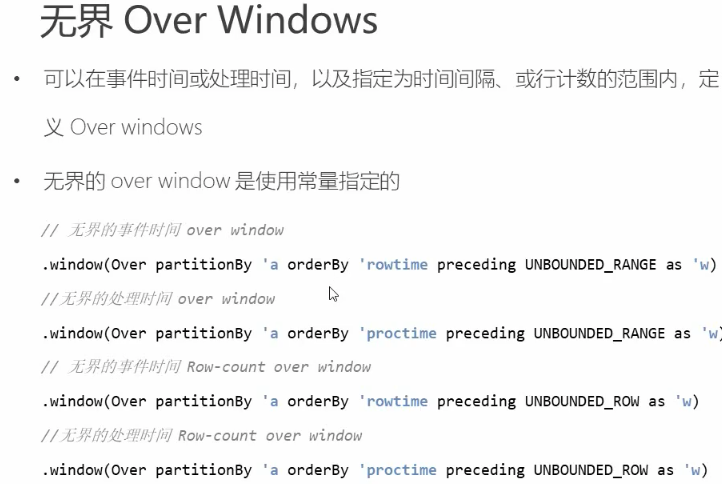 无界 Over Windows
• 可以在事件时间或处理时间，以及指定为时间间隔、或行计数的范围内，定
义 Over windows
• 无界的 over window 是使用常量指定的
// 无界的事件时间 over window
.window(Over partitionBy 'a orderBy 'rowtime preceding UNBOUNDED_RANGE as 'w)
//无界的处理时间 over window
.window(Over partitionBy 'a orderBy 'proctime preceding UNBOUNDED_RANGE as 'w)
// 无界的事件时间 Row-count over window
.window(Over partitionBy 'a orderBy 'rowtime preceding UNBOUNDED_ROW as 'w)
//无界的处理时间 Row-count over window
.window(Over partitionBy 'a orderBy 'proctime preceding UNBOUNDED_ROW as 'w)